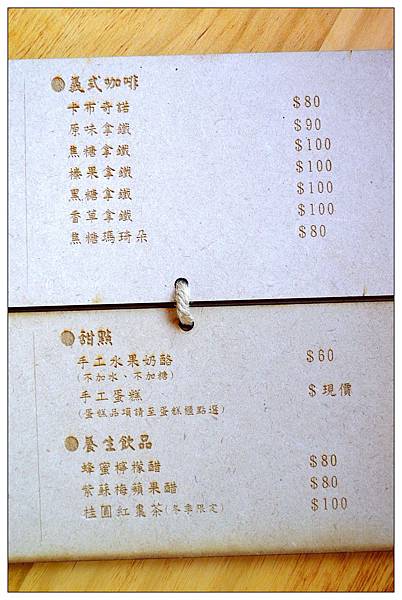 義式咖啡
卡布奇諾 $80
原味拿鐵 $90
焦糖拿鐵 $100
榛果拿鐵 $100
黑糖拿鐵 $100
香草拿鐵 $100
焦糖瑪琦朵 $80
甜點
手工水果奶酪 $60
(不加水、不加糖)
手工蛋糕 $現價
(蛋糕品項請至蛋糕櫃點選)
養生飲品
蜂蜜檸檬醋 $80
紫蘇梅蘋果醋 $80
桂圓紅棗茶(冬季限定) $100